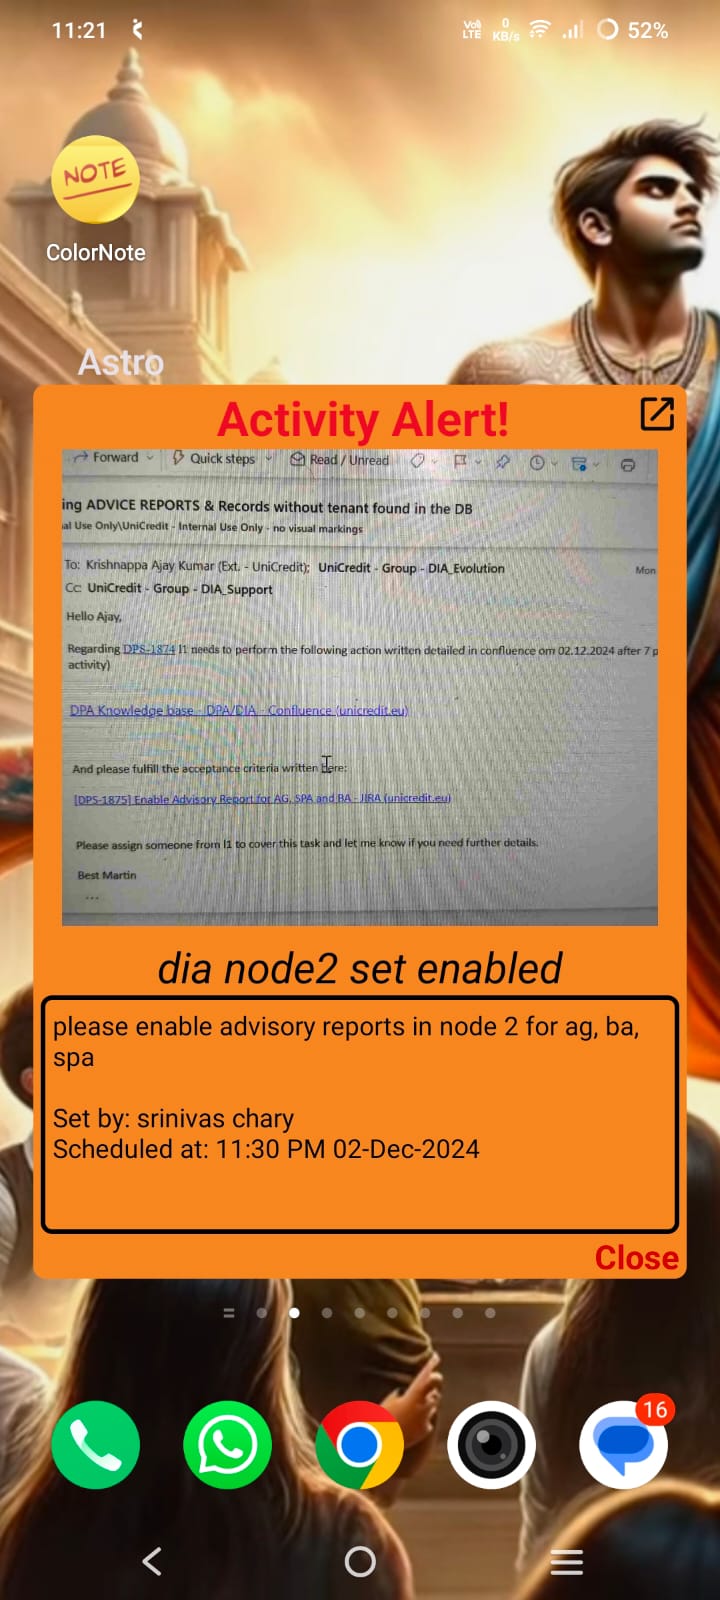 11:21
Vo) LTE
0 KB/s
52%
NOTE
ColorNote
Astro
Activity Alert!
Forward
Quick steps
Read / Unread
ing ADVICE REPORTS & Records without tenant found in the DB
al Use Only\UniCredit - Internal Use Only - no visual markings
To: Krishnappa Ajay Kumar (Ext. - UniCredit); UniCredit - Group - DIA_Evolution
Mon
Cc: UniCredit - Group - DIA_Support
Hello Ajay,
Regarding DPS-1874 l1 needs to perform the following action written detailed in confluence om 02.12.2024 after 7 p
activity)
DPA Knowledge base - DPA/DIA - Confluence (unicredit.eu)
And please fulfill the acceptance criteria written here:
[DPS-1875] Enable Advisory Report for AG, SPA and BA - JIRA (unicredit.eu)
Please assign someone from l1 to cover this task and let me know if you need further details.
Best Martin
...
dia node2 set enabled
please enable advisory reports in node 2 for ag, ba,
spa
Set by: srinivas chary
Scheduled at: 11:30 PM 02-Dec-2024
Close
16